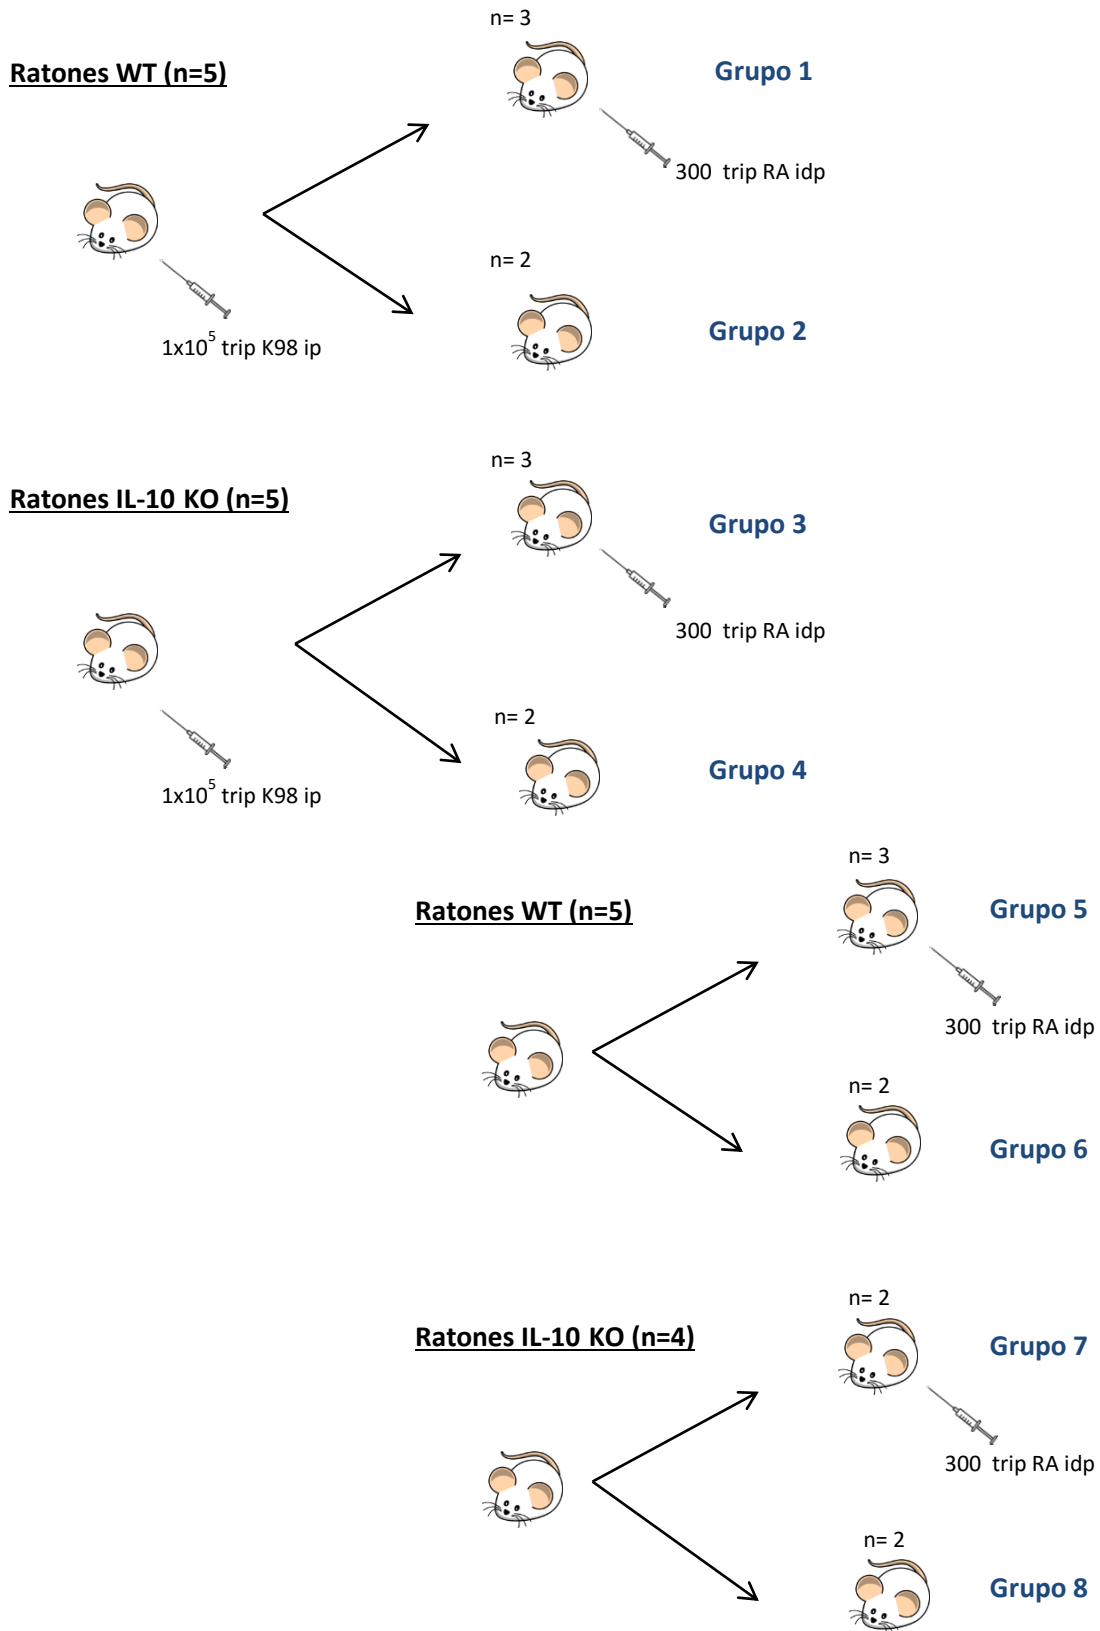 n= 3
Ratones WT (n=5)
Grupo 1
300 trip RA idp
n= 2
Grupo 2
1x10⁵ trip K98 ip
n= 3
Ratones IL-10 KO (n=5)
Grupo 3
300 trip RA idp
n= 2
Grupo 4
1x10⁵ trip K98 ip
n= 3
Ratones WT (n=5)
Grupo 5
300 trip RA idp
n= 2
Grupo 6
n= 2
Ratones IL-10 KO (n=4)
Grupo 7
300 trip RA idp
n= 2
Grupo 8